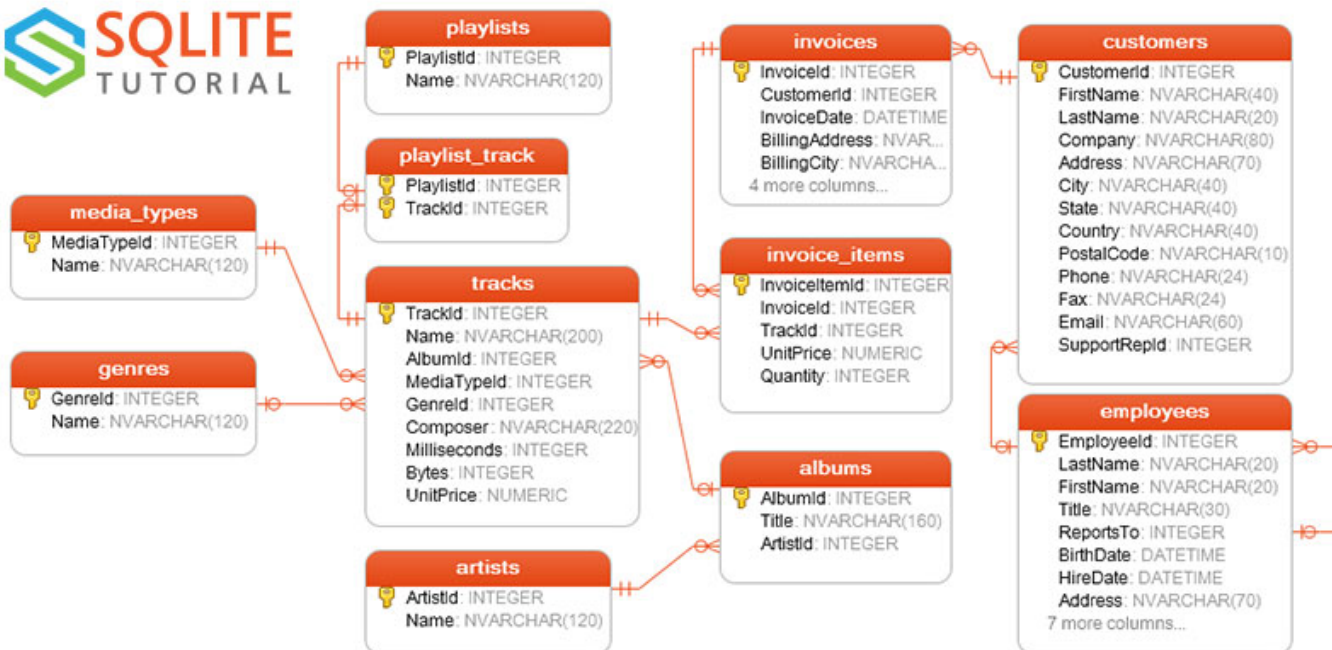 SQLITE
TUTORIAL
playlists
PlaylistId: INTEGER
Name: NVARCHAR(120)
playlist_track
PlaylistId: INTEGER
TrackId: INTEGER
media_types
MediaTypeId: INTEGER
Name: NVARCHAR(120)
genres
GenreId: INTEGER
Name: NVARCHAR(120)
tracks
TrackId: INTEGER
Name: NVARCHAR(200)
AlbumId: INTEGER
MediaTypeId: INTEGER
GenreId: INTEGER
Composer: NVARCHAR(220)
Milliseconds: INTEGER
Bytes: INTEGER
UnitPrice: NUMERIC
artists
ArtistId: INTEGER
Name: NVARCHAR(120)
invoices
InvoiceId: INTEGER
CustomerId: INTEGER
InvoiceDate: DATETIME
BillingAddress: NVAR...
BillingCity: NVARCHA...
4 more columns...
invoice_items
InvoiceItemId: INTEGER
InvoiceId: INTEGER
TrackId: INTEGER
UnitPrice: NUMERIC
Quantity: INTEGER
albums
AlbumId: INTEGER
Title: NVARCHAR(160)
ArtistId: INTEGER
customers
CustomerId: INTEGER
FirstName: NVARCHAR(40)
LastName: NVARCHAR(20)
Company: NVARCHAR(80)
Address: NVARCHAR(70)
City: NVARCHAR(40)
State: NVARCHAR(40)
Country: NVARCHAR(40)
PostalCode: NVARCHAR(10)
Phone: NVARCHAR(24)
Fax: NVARCHAR(24)
Email: NVARCHAR(60)
SupportRepId: INTEGER
employees
EmployeeId: INTEGER
LastName: NVARCHAR(20)
FirstName: NVARCHAR(20)
Title: NVARCHAR(30)
ReportsTo: INTEGER
BirthDate: DATETIME
HireDate: DATETIME
Address: NVARCHAR(70)
7 more columns...